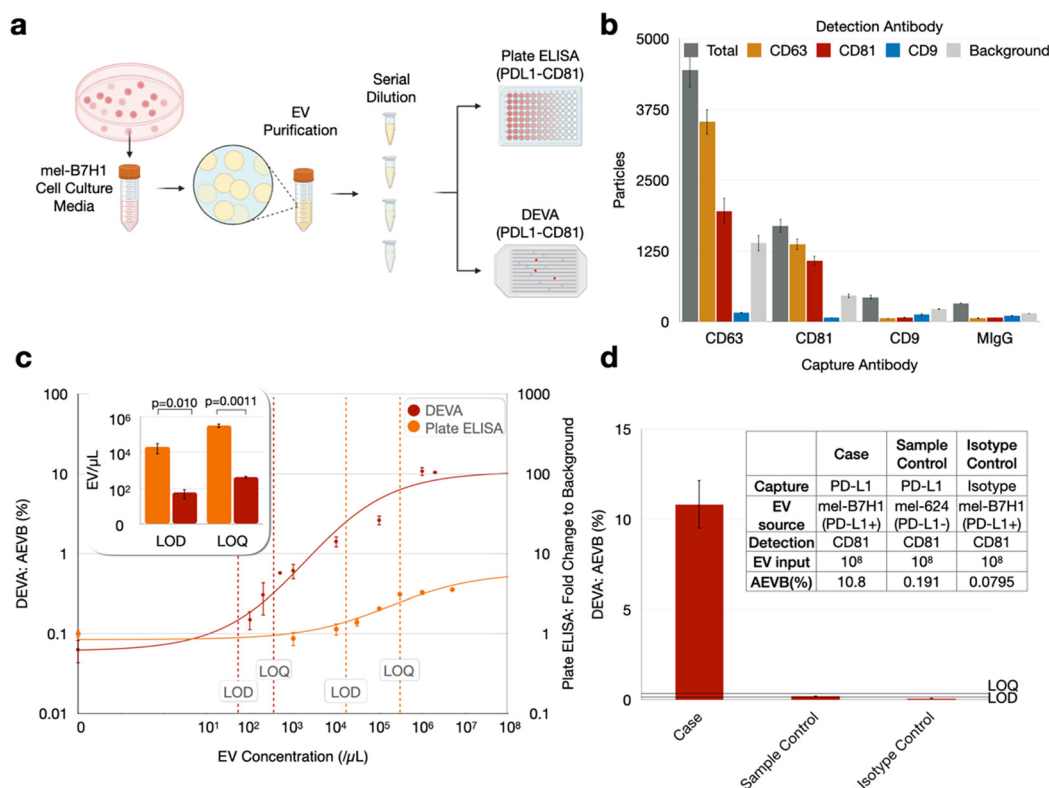 a
mel-B7H1
Cell Culture
Media
EV
Purification
Serial
Dilution
Plate ELISA
(PDL1-CD81)
DEVA
(PDL1-CD81)
b
Detection Antibody
Total CD63 CD81 CD9 Background
Particles
5000
3750
2500
1250
0
CD63 CD81 CD9 MIgG
Capture Antibody
c
DEVA: AEVB (%)
100
10
1
0.1
0.01
p=0.010 p=0.0011
EV/µL
10⁶
10⁴
10²
0
LOD LOQ
DEVA
Plate ELISA
LOD
LOQ
LOD
LOQ
Plate ELISA: Fold Change to Background
1000
100
10
1
0.1
0 10¹ 10² 10³ 10⁴ 10⁵ 10⁶ 10⁷ 10⁸
EV Concentration (/µL)
d
DEVA: AEVB (%)
15
10
5
0
Case Sample Control Isotype Control
Capture PD-L1 PD-L1 Isotype
EV source mel-B7H1 (PD-L1+) mel-624 (PD-L1-) mel-B7H1 (PD-L1+)
Detection CD81 CD81 CD81
EV input 10⁸ 10⁸ 10⁸
AEVB(%) 10.8 0.191 0.0795
LOQ
LOD
Case
Sample Control
Isotype Control